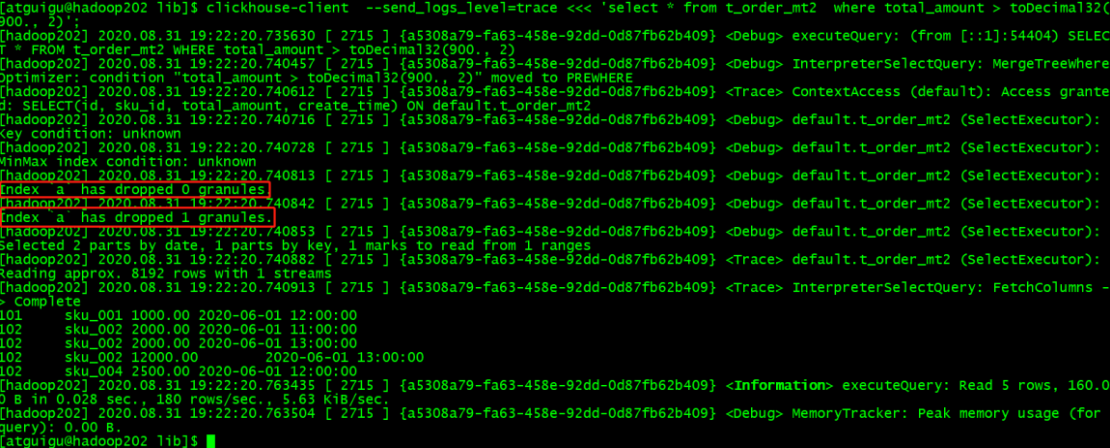 [atguigu@hadoop202 lib]$ clickhouse-client  --send_logs_level=trace <<< 'select * from t_order_mt2  where total_amount > toDecimal32(
900., 2)';
[hadoop202] 2020.08.31 19:22:20.735630 [ 2715 ] {a5308a79-fa63-458e-92dd-0d87fb62b409} <Debug> executeQuery: (from [::1]:54404) SELEC
T * FROM t_order_mt2 WHERE total_amount > toDecimal32(900., 2)
[hadoop202] 2020.08.31 19:22:20.740457 [ 2715 ] {a5308a79-fa63-458e-92dd-0d87fb62b409} <Debug> InterpreterSelectQuery: MergeTreeWhere
Optimizer: condition "total_amount > toDecimal32(900., 2)" moved to PREWHERE
[hadoop202] 2020.08.31 19:22:20.740612 [ 2715 ] {a5308a79-fa63-458e-92dd-0d87fb62b409} <Trace> ContextAccess (default): Access grante
d: SELECT(id, sku_id, total_amount, create_time) ON default.t_order_mt2
[hadoop202] 2020.08.31 19:22:20.740716 [ 2715 ] {a5308a79-fa63-458e-92dd-0d87fb62b409} <Debug> default.t_order_mt2 (SelectExecutor):
Key condition: unknown
[hadoop202] 2020.08.31 19:22:20.740728 [ 2715 ] {a5308a79-fa63-458e-92dd-0d87fb62b409} <Debug> default.t_order_mt2 (SelectExecutor):
MinMax index condition: unknown
[hadoop202] 2020.08.31 19:22:20.740813 [ 2715 ] {a5308a79-fa63-458e-92dd-0d87fb62b409} <Debug> default.t_order_mt2 (SelectExecutor):
Index `a` has dropped 0 granules.
[hadoop202] 2020.08.31 19:22:20.740842 [ 2715 ] {a5308a79-fa63-458e-92dd-0d87fb62b409} <Debug> default.t_order_mt2 (SelectExecutor):
Index `a` has dropped 1 granules.
[hadoop202] 2020.08.31 19:22:20.740853 [ 2715 ] {a5308a79-fa63-458e-92dd-0d87fb62b409} <Debug> default.t_order_mt2 (SelectExecutor):
Selected 2 parts by date, 1 parts by key, 1 marks to read from 1 ranges
[hadoop202] 2020.08.31 19:22:20.740882 [ 2715 ] {a5308a79-fa63-458e-92dd-0d87fb62b409} <Trace> default.t_order_mt2 (SelectExecutor):
Reading approx. 8192 rows with 1 streams
[hadoop202] 2020.08.31 19:22:20.740913 [ 2715 ] {a5308a79-fa63-458e-92dd-0d87fb62b409} <Trace> InterpreterSelectQuery: FetchColumns -
> Complete
101 sku_001 1000.00 2020-06-01 12:00:00
102 sku_002 2000.00 2020-06-01 11:00:00
102 sku_002 2000.00 2020-06-01 13:00:00
102 sku_002 12000.00 2020-06-01 13:00:00
102 sku_004 2500.00 2020-06-01 12:00:00
[hadoop202] 2020.08.31 19:22:20.763435 [ 2715 ] {a5308a79-fa63-458e-92dd-0d87fb62b409} <Information> executeQuery: Read 5 rows, 160.0
0 B in 0.028 sec., 180 rows/sec., 5.63 KiB/sec.
[hadoop202] 2020.08.31 19:22:20.763504 [ 2715 ] {a5308a79-fa63-458e-92dd-0d87fb62b409} <Debug> MemoryTracker: Peak memory usage (for
query): 0.00 B.
[atguigu@hadoop202 lib]$